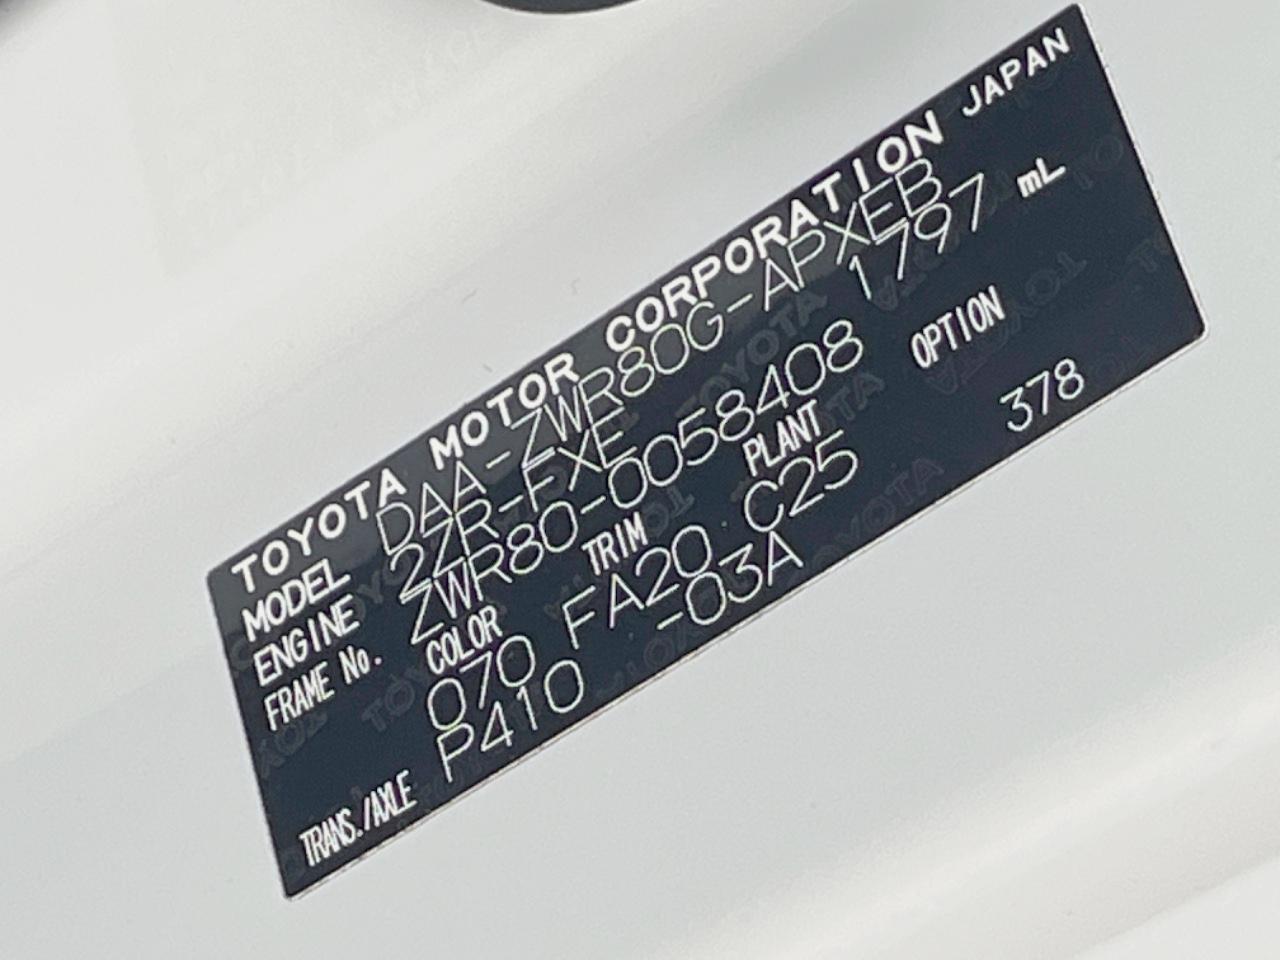 TOYOTA MOTOR CORPORATION JAPAN
MODEL DAA-ZWR80G-APXEB
ENGINE 2ZR-FXE 1797 mL
FRAME No. ZWR80-0058408
COLOR TRIM PLANT OPTION
070 FA20 C25 378
TRANS./AXLE P410 -03A